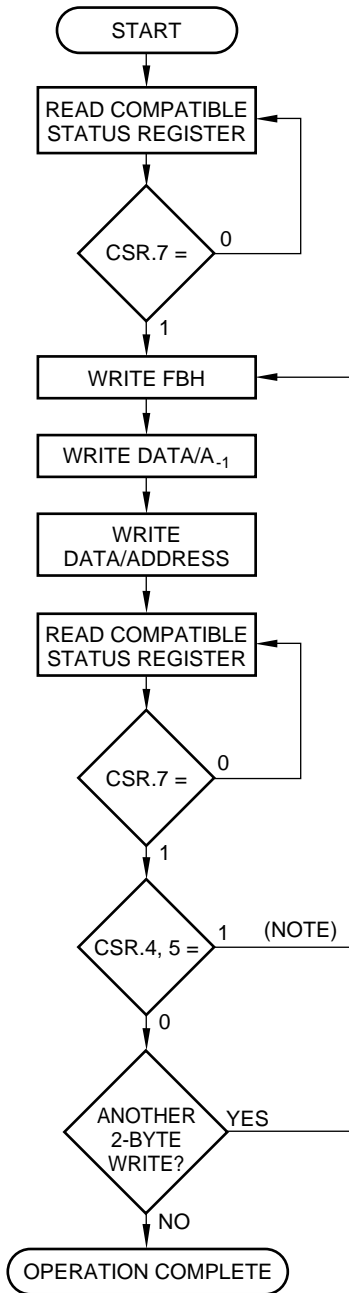 START
READ COMPATIBLE
STATUS REGISTER
CSR.7 =
0
1
WRITE FBH
WRITE DATA/A-1
WRITE
DATA/ADDRESS
READ COMPATIBLE
STATUS REGISTER
CSR.7 =
0
1
CSR.4, 5 =
1
(NOTE)
0
ANOTHER
2-BYTE
WRITE?
YES
NO
OPERATION COMPLETE